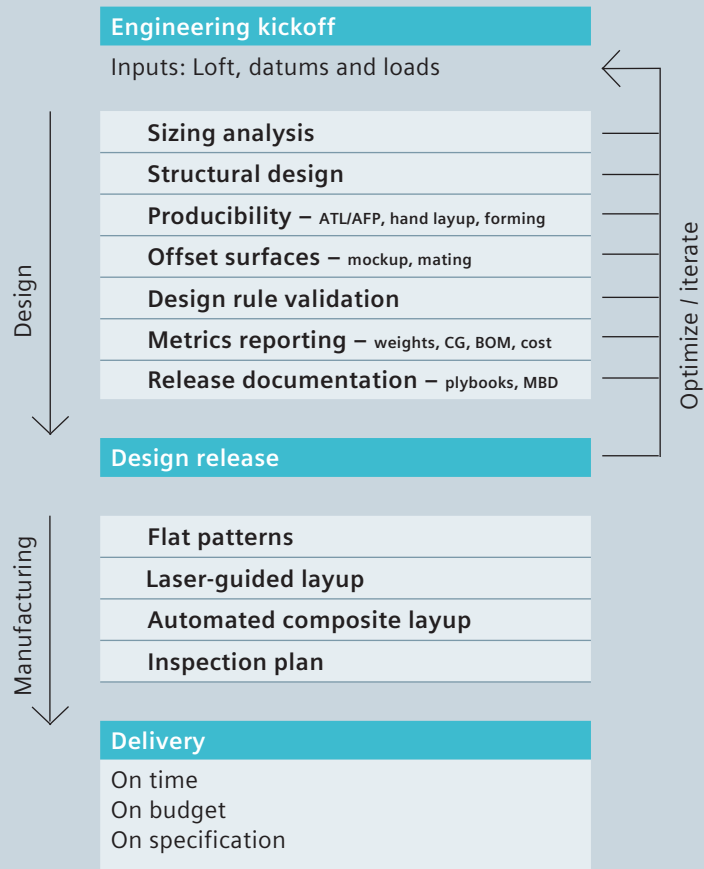 Engineering kickoff
Inputs: Loft, datums and loads
Sizing analysis
Structural design
Producibility – ATL/AFP, hand layup, forming
Offset surfaces – mockup, mating
Design rule validation
Metrics reporting – weights, CG, BOM, cost
Release documentation – plybooks, MBD
Design
Optimize / iterate
Design release
Flat patterns
Laser-guided layup
Automated composite layup
Inspection plan
Manufacturing
Delivery
On time
On budget
On specification